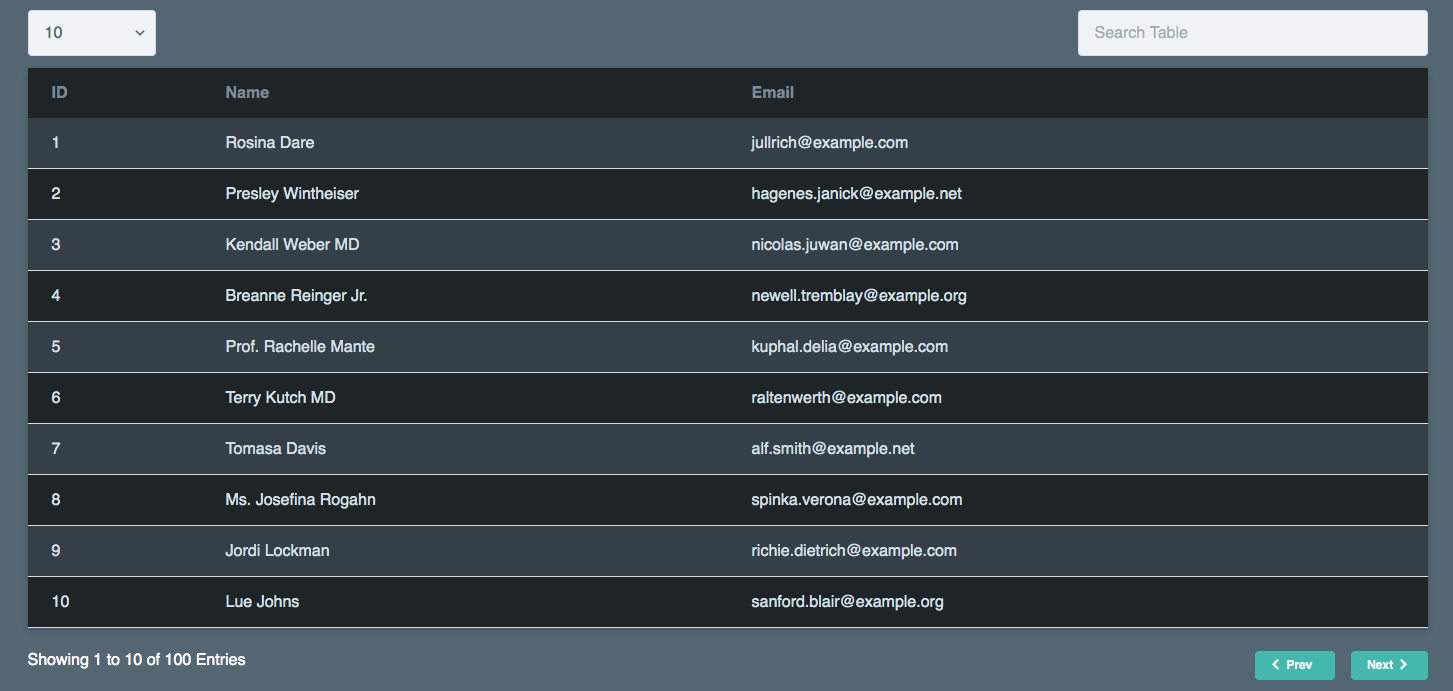 10 Search Table
ID Name Email
1 Rosina Dare jullrich@example.com
2 Presley Wintheiser hagenes.janick@example.net
3 Kendall Weber MD nicolas.juwan@example.com
4 Breanne Reinger Jr. newell.tremblay@example.org
5 Prof. Rachelle Mante kuphal.delia@example.com
6 Terry Kutch MD raltenwerth@example.com
7 Tomasa Davis alf.smith@example.net
8 Ms. Josefina Rogahn spinka.verona@example.com
9 Jordi Lockman richie.dietrich@example.com
10 Lue Johns sanford.blair@example.org
Showing 1 to 10 of 100 Entries Prev Next